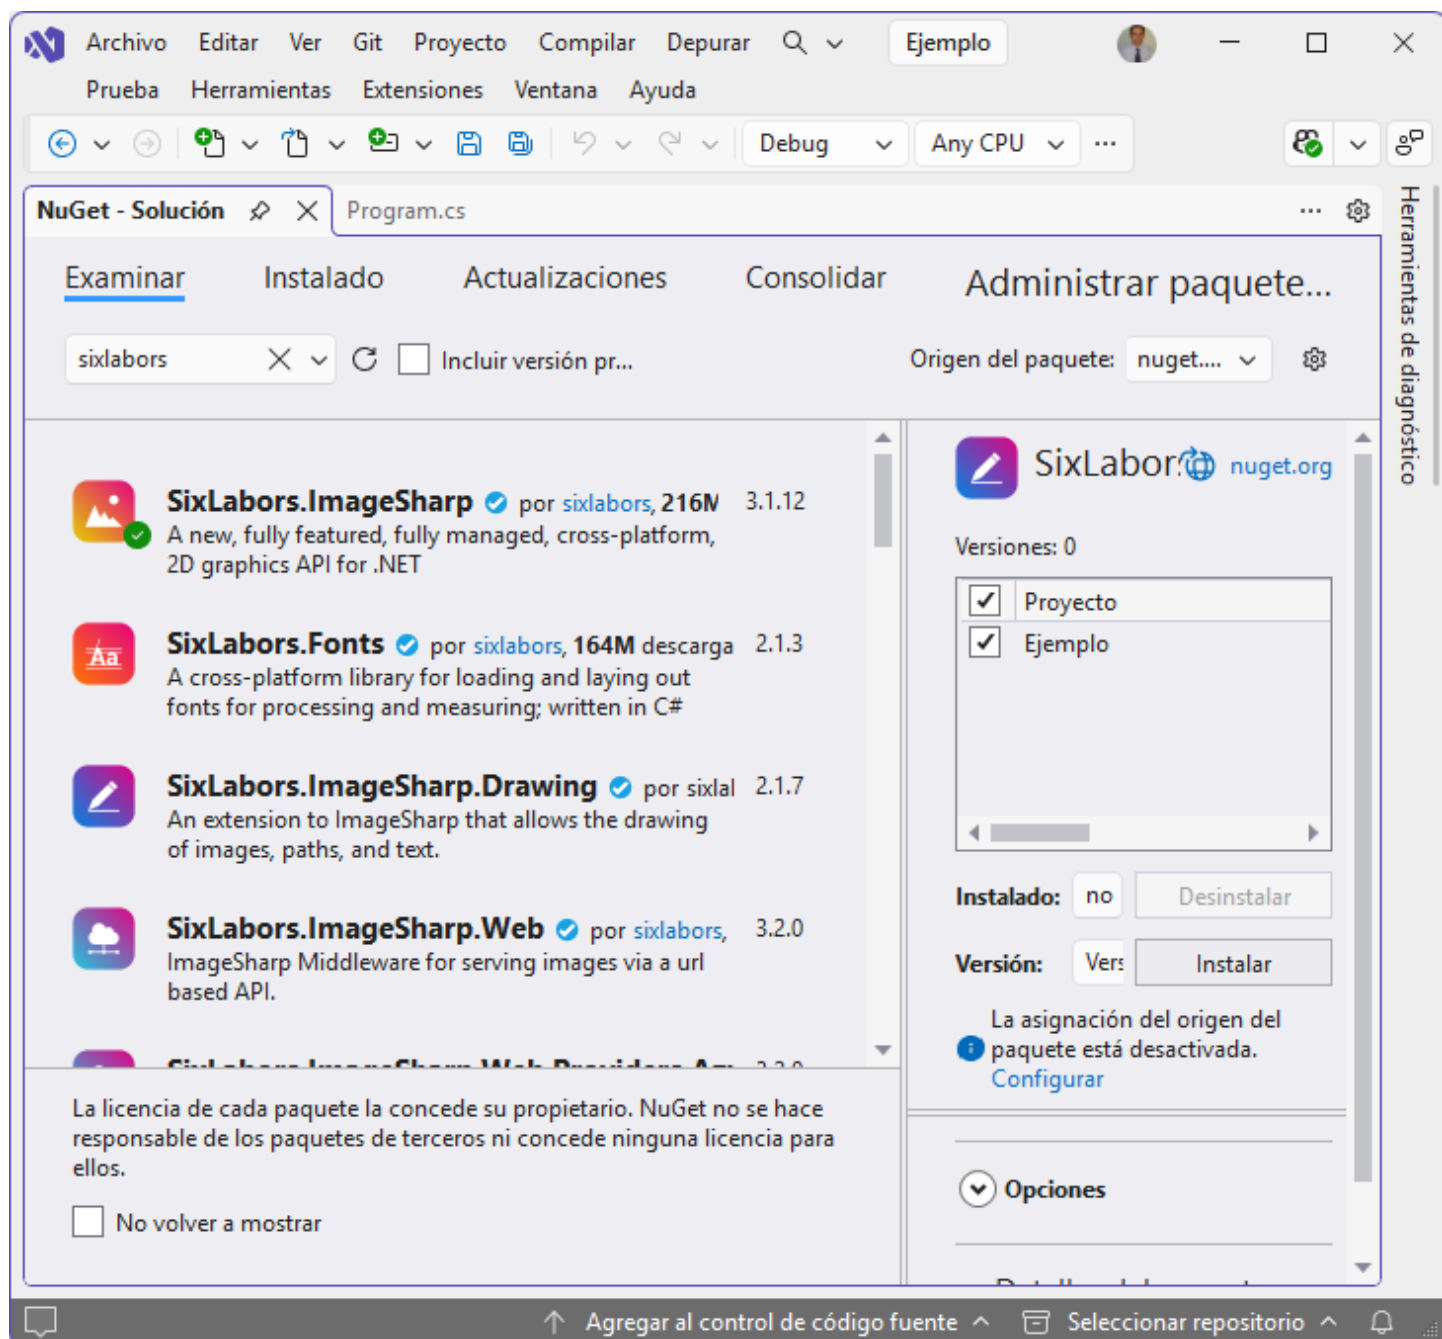 Archivo Editar Ver Git Proyecto Compilar Depurar Ejemplo
Prueba Herramientas Extensiones Ventana Ayuda
Debug Any CPU ...
NuGet - Solución Program.cs ...
Examinar Instalado Actualizaciones Consolidar Administrar paquete...
sixlabors Incluir versión pr... Origen del paquete: nuget....
SixLabors.ImageSharp por sixlabors, 216M 3.1.12
A new, fully featured, fully managed, cross-platform,
2D graphics API for .NET
SixLabors.Fonts por sixlabors, 164M descarga 2.1.3
A cross-platform library for loading and laying out
fonts for processing and measuring; written in C#
SixLabors.ImageSharp.Drawing por sixlal 2.1.7
An extension to ImageSharp that allows the drawing
of images, paths, and text.
SixLabors.ImageSharp.Web por sixlabors, 3.2.0
ImageSharp Middleware for serving images via a url
based API.
La licencia de cada paquete la concede su propietario. NuGet no se hace
responsable de los paquetes de terceros ni concede ninguna licencia para
ellos.
No volver a mostrar
SixLabors nuget.org
Versiones: 0
Proyecto
Ejemplo
Instalado: no Desinstalar
Versión: Vers Instalar
La asignación del origen del
paquete está desactivada.
Configurar
Opciones
Herramientas de diagnóstico
Agregar al control de código fuente Seleccionar repositorio